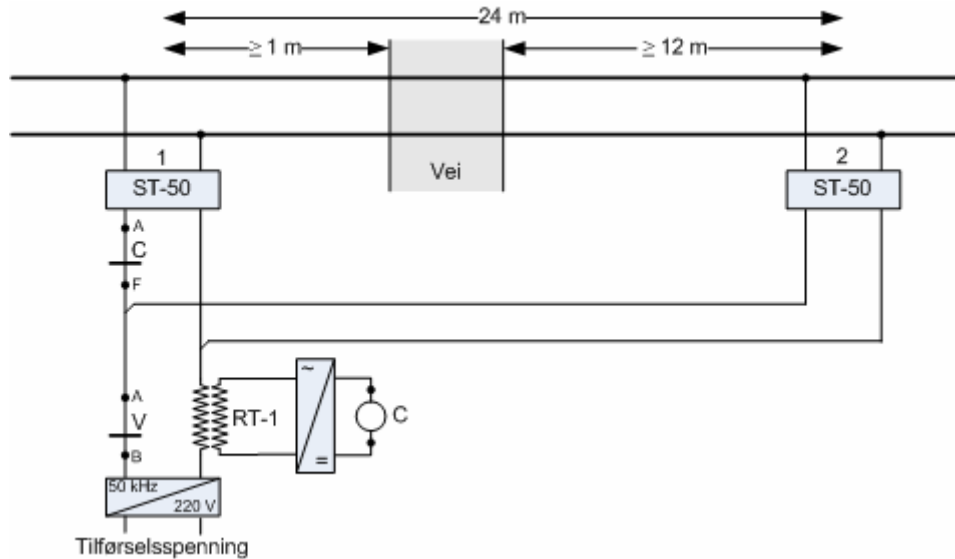 24 m
≥ 1 m
≥ 12 m
Vei
1
ST-50
2
ST-50
A
C
F
A
V
B
RT-1
~
=
C
50 kHz
220 V
Tilførselsspenning